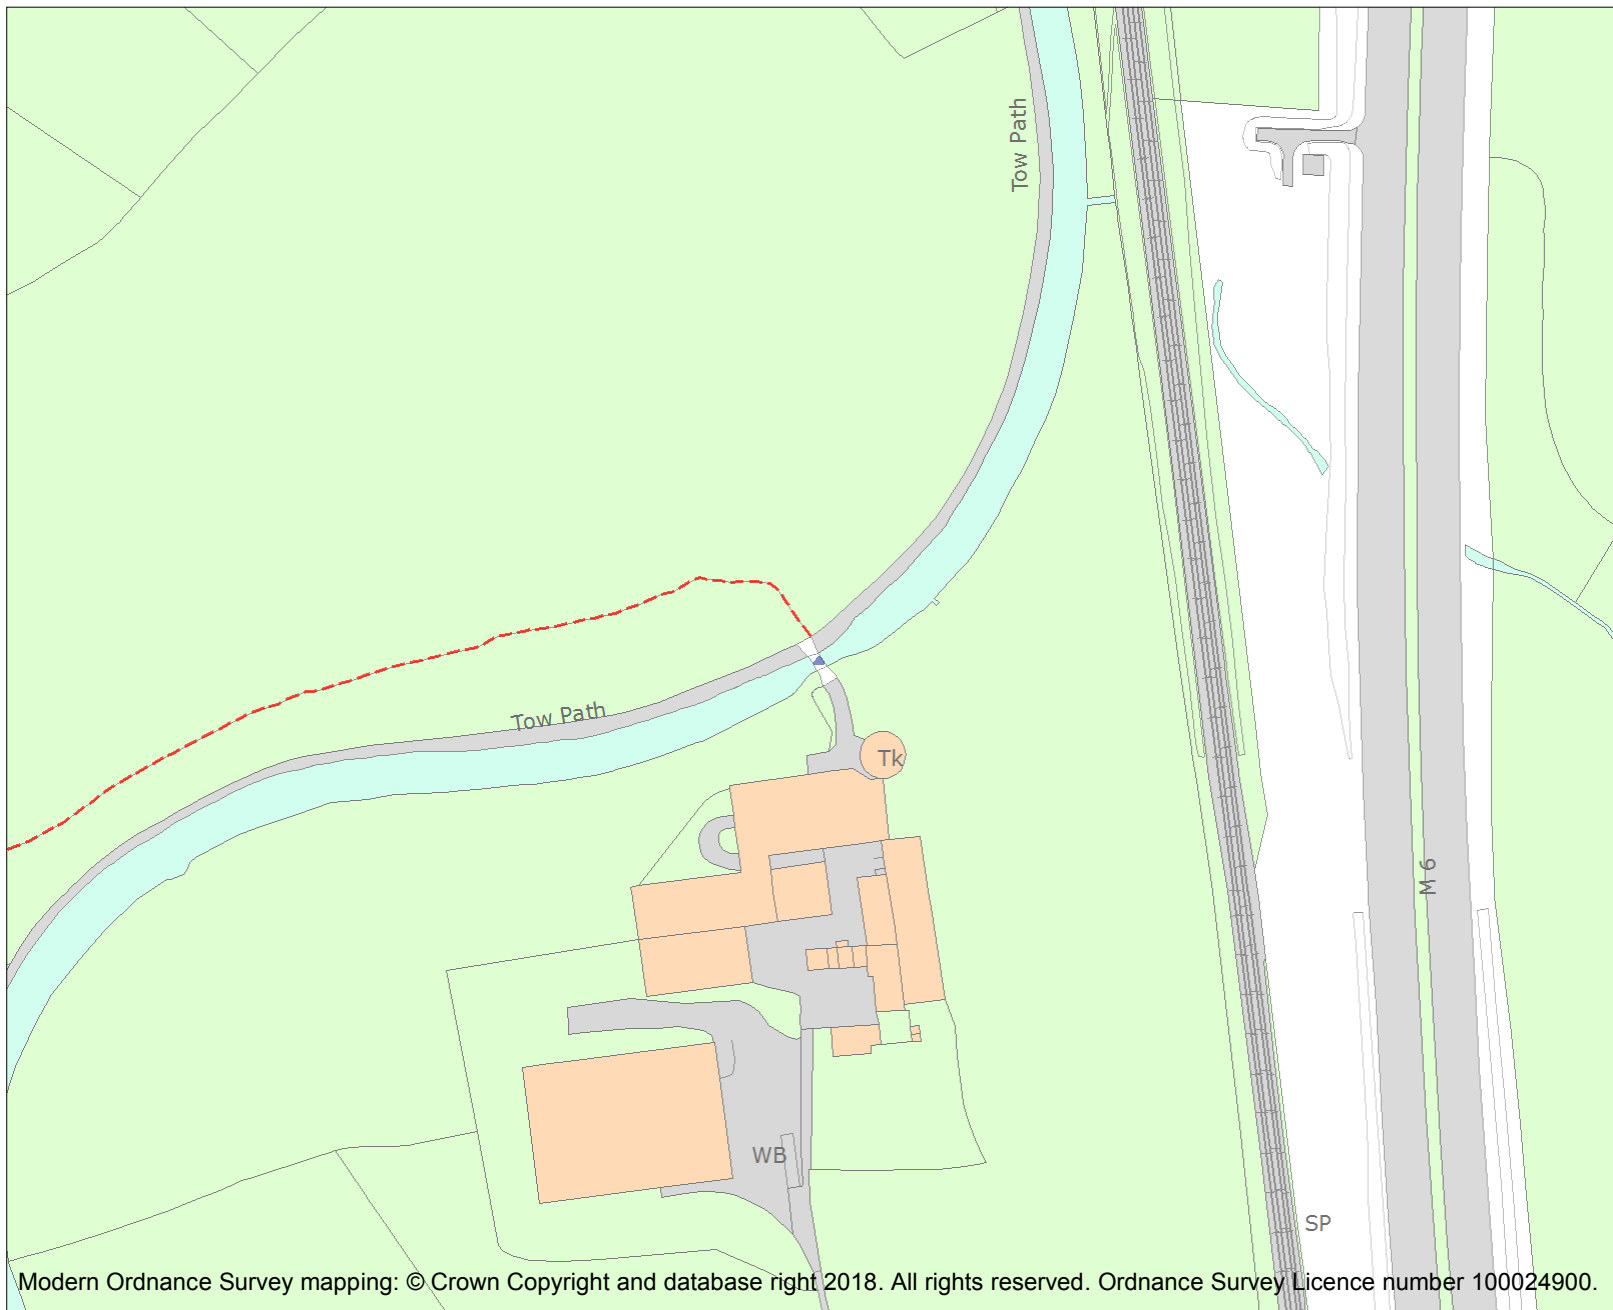 Tow Path
Tow Path
Tk
M 6
WB
SP
Modern Ordnance Survey mapping: © Crown Copyright and database right 2018. All rights reserved. Ordnance Survey Licence number 100024900.